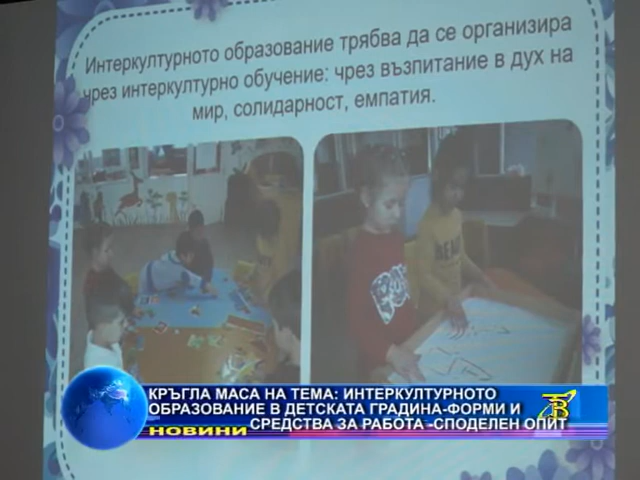 Интеркултурното образование трябва да се организира
чрез интеркултурно обучение: чрез възпитание в дух на
мир, солидарност, емпатия.
КРЪГЛА МАСА НА ТЕМА: ИНТЕРКУЛТУРНОТО
ОБРАЗОВАНИЕ В ДЕТСКАТА ГРАДИНА-ФОРМИ И
СРЕДСТВА ЗА РАБОТА -СПОДЕЛЕН ОПИТ
НОВИНИ